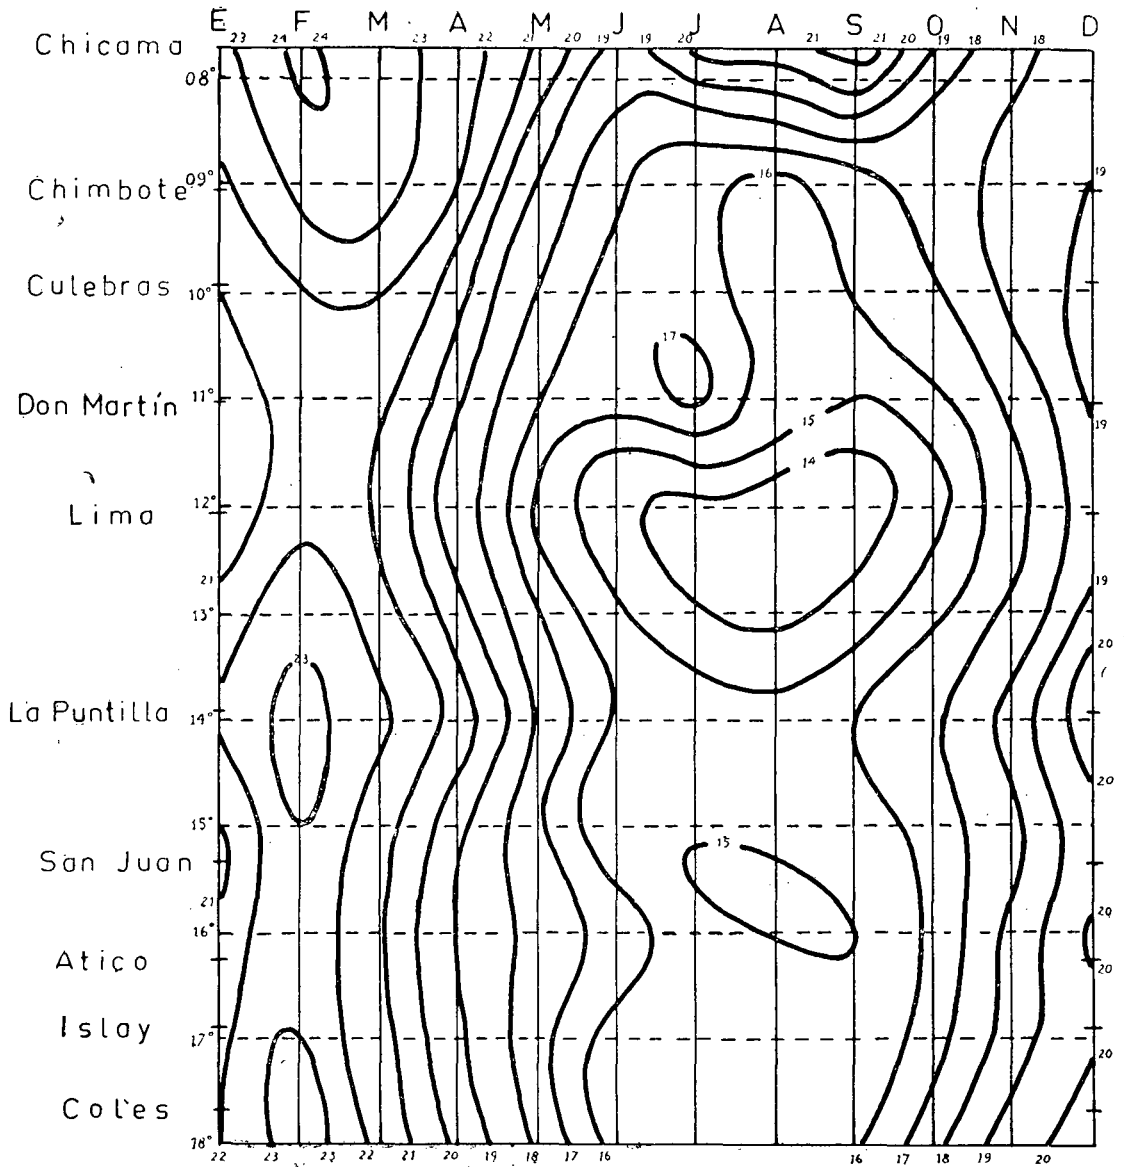 E F M A M J J A S O N D
23 24 24 23 22 21 20 19 19 20 21 21 20 19 18 18
Chicama
08°
16
19
Chimbote 09°
Culebras 10°
17
11°
Don Martín
15
19
14
12°
Lima
21
19
13°
20
23
La Puntilla
14°
20
15°
15
San Juan
21
20
16°
Atico
20
Islay
17°
20
Coles
18°
22 23 23 22 21 20 19 18 17 16 16 17 18 19 20